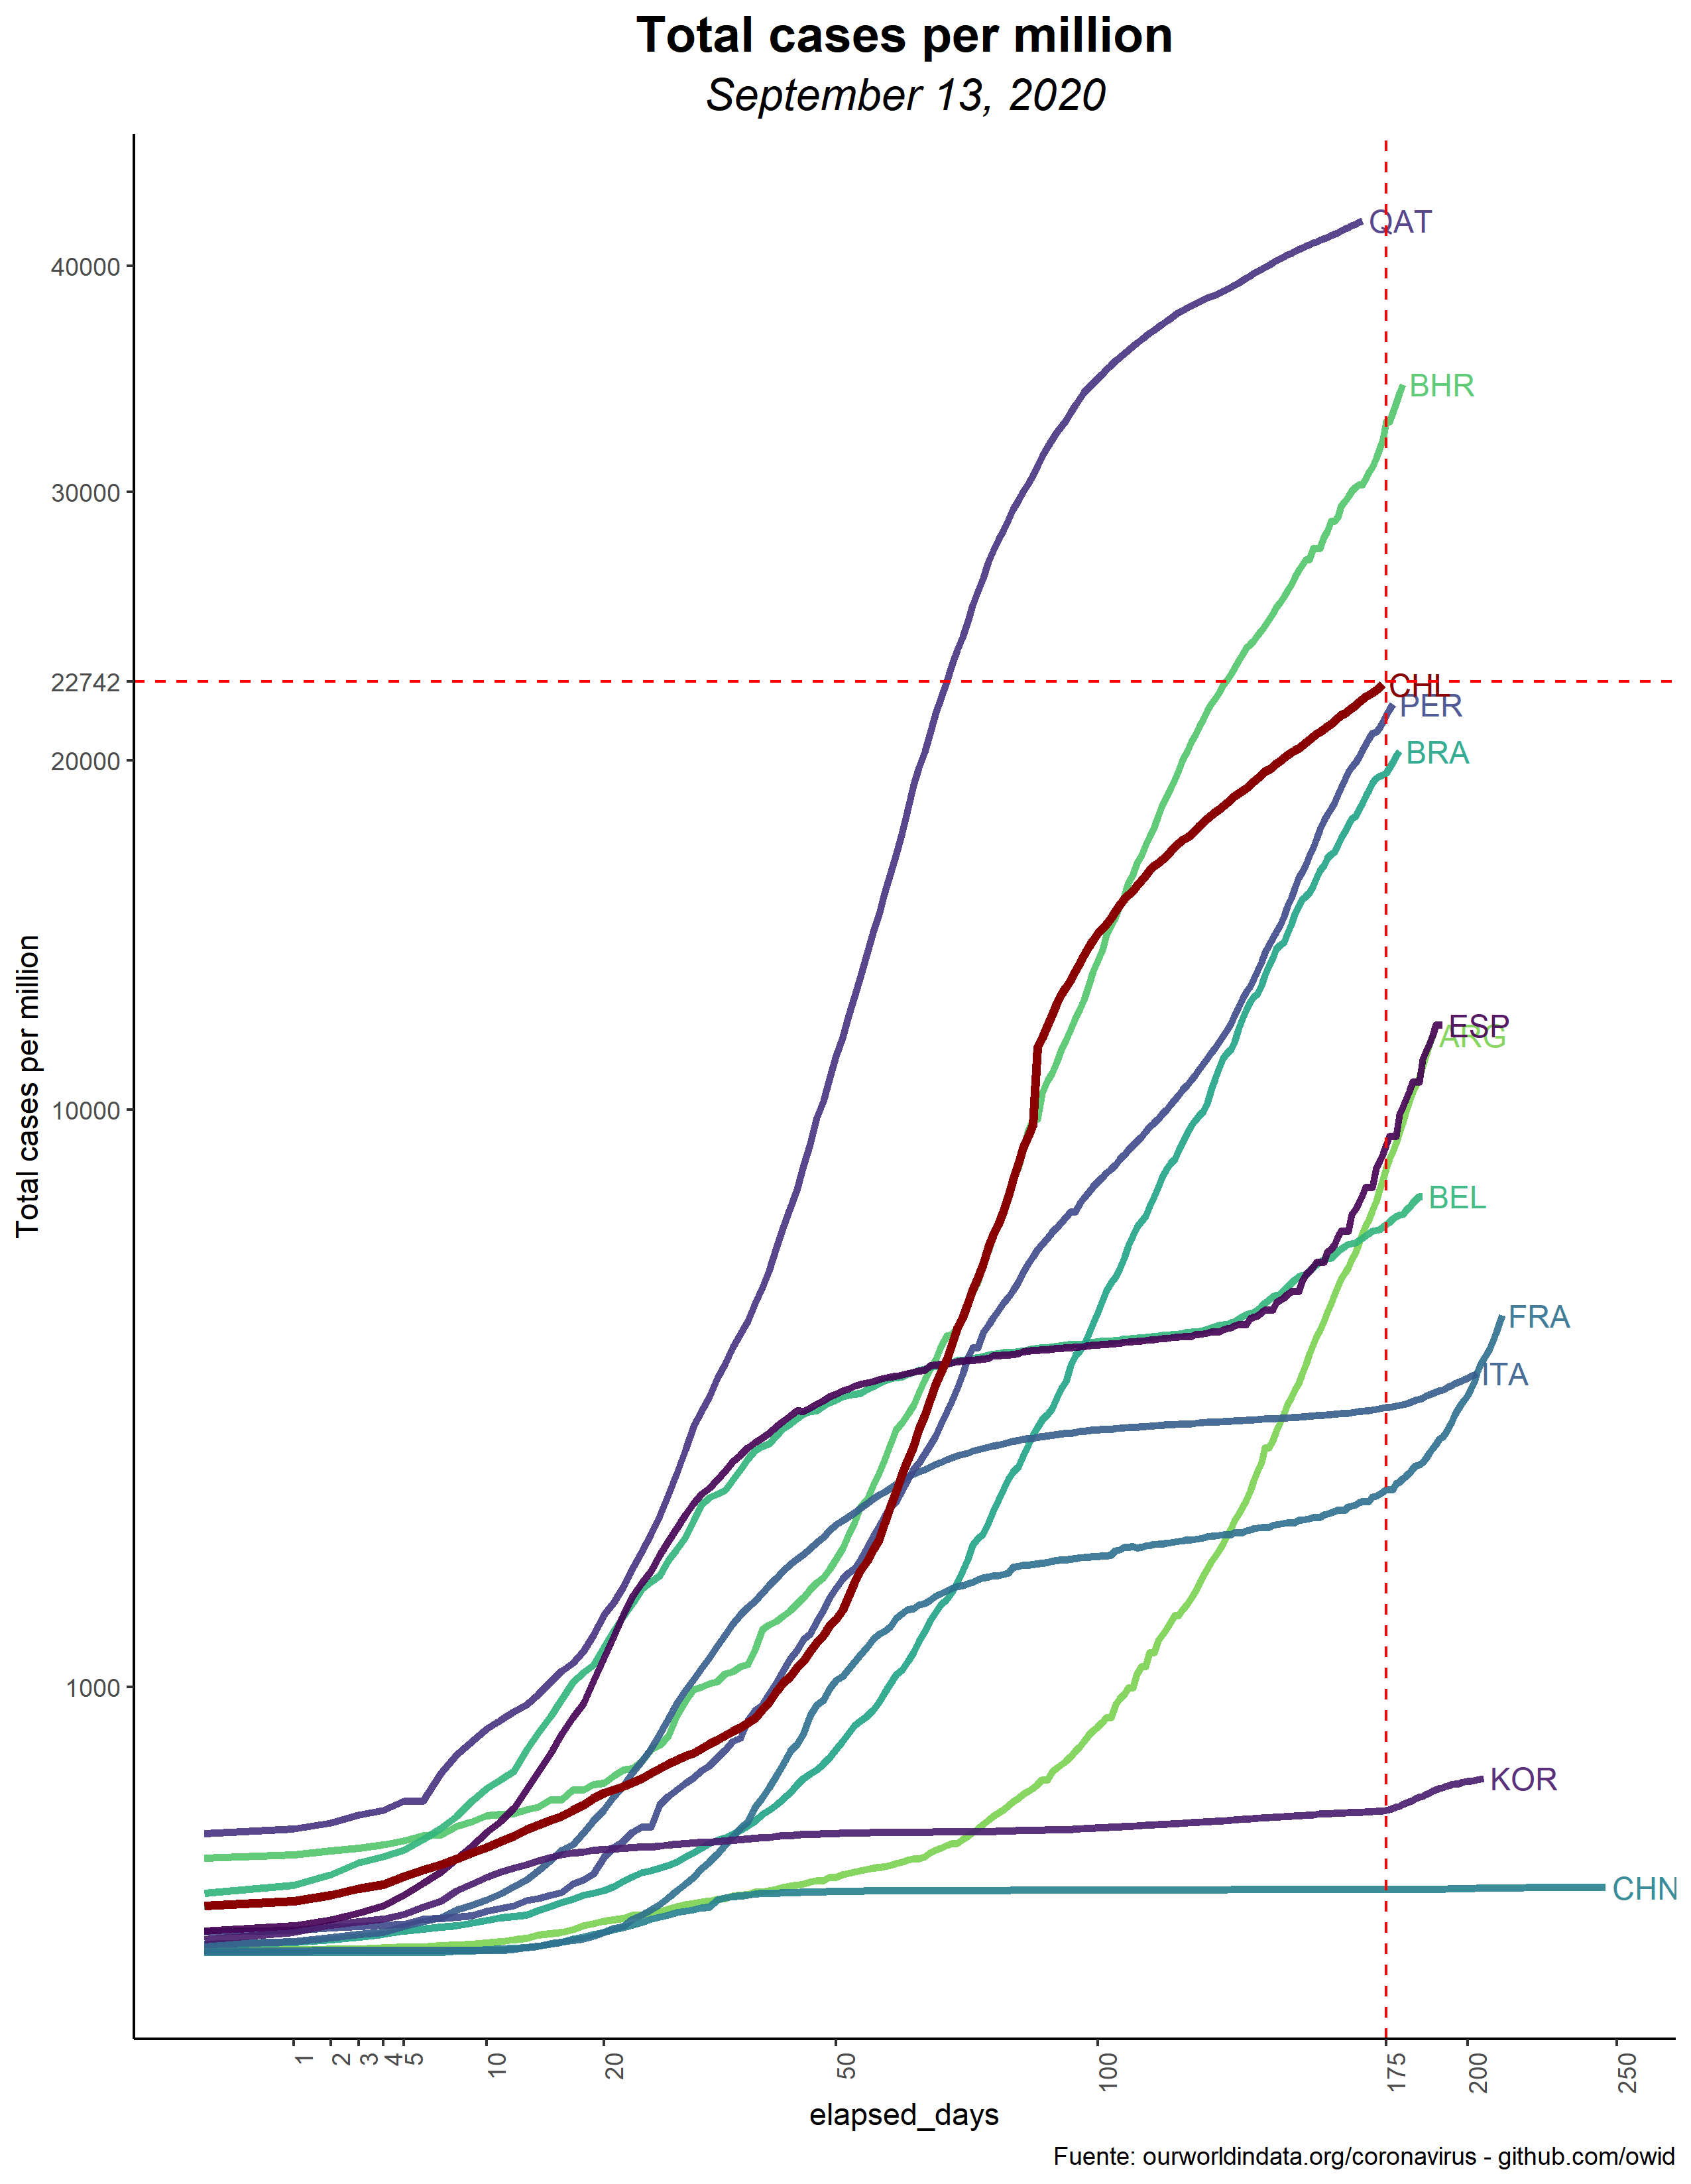 Total cases per million
September 13, 2020
QAT
40000
BHR
30000
22742
CHL
PER
BRA
20000
ESP
ARG
10000
BEL
FRA
ITA
1000
KOR
CHN
Total cases per million
1 2 3 4 5 10 20 50 100 175 200 250
elapsed_days
Fuente: ourworldindata.org/coronavirus - github.com/owid